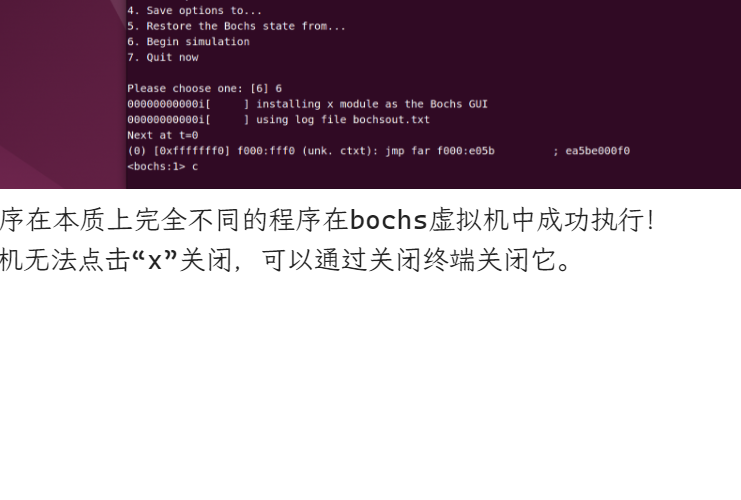 4. Save options to...
5. Restore the Bochs state from...
6. Begin simulation
7. Quit now
Please choose one: [6] 6
00000000000i[     ] installing x module as the Bochs GUI
00000000000i[     ] using log file bochsout.txt
Next at t=0
(0) [0xfffffff0] f000:fff0 (unk. ctxt): jmp far f000:e05b          ; ea5be000f0
<bochs:1> c
序在本质上完全不同的程序在bochs虚拟机中成功执行！
机无法点击“x”关闭，可以通过关闭终端关闭它。